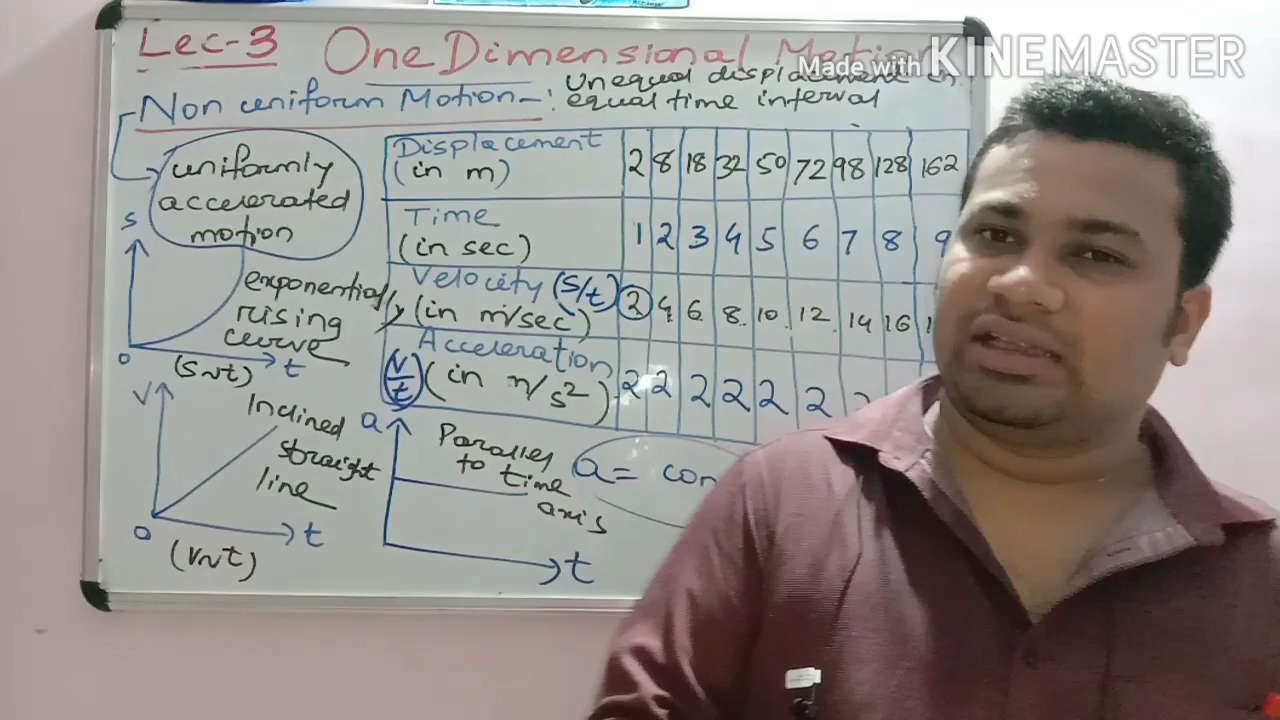 Lec-3 One Dimensional Motion
Made with KINEMASTER
Non uniform Motion - : Unequal displacement in
equal time interval
uniformly
accelerated
motion
Displacement
(in m)
2 8 18 32 50 72 98 128 162
Time
(in sec)
1 2 3 4 5 6 7 8 9
Velocity (s/t)
(in m/sec)
2 4 6 8 10 12 14 16
Acceleration
v/t (in m/s²)
2 2 2 2 2 2 2
s
exponentially
rising
curve
o
t
(s~t)
v
Inclined
straight
line
o
t
(v~t)
a
Parallel
to time
axis
t
a = con